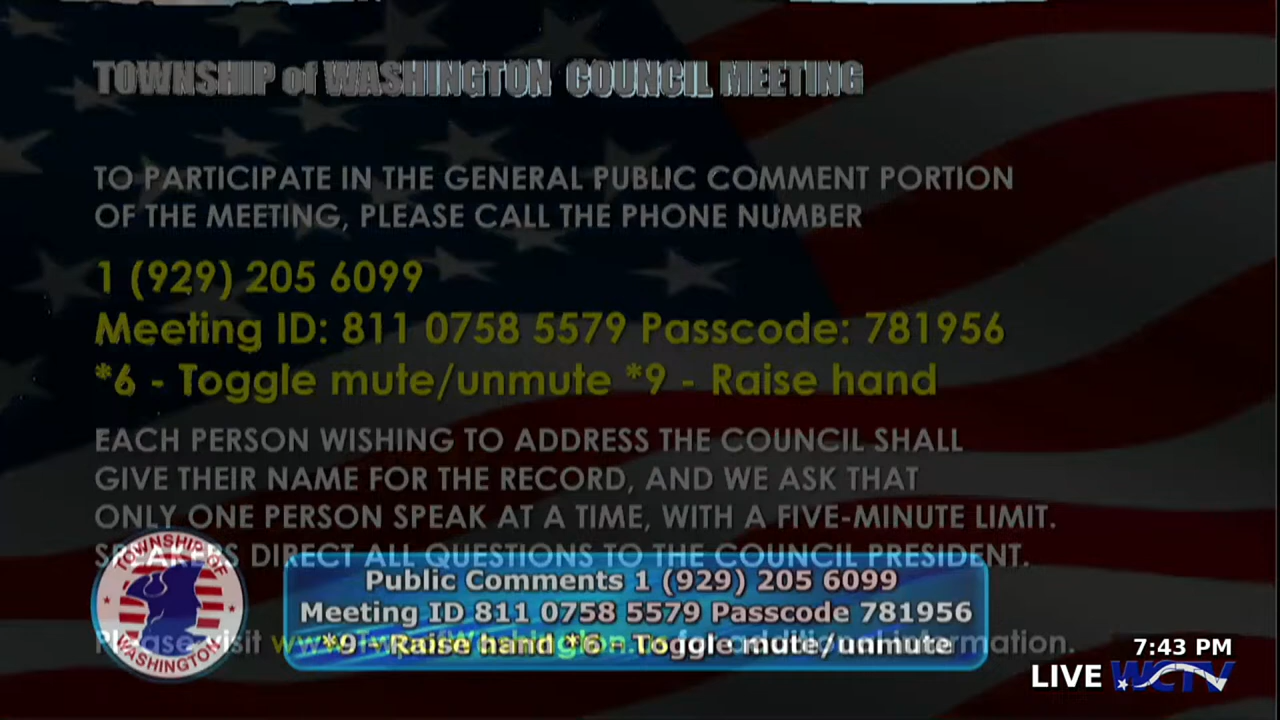 TOWNSHIP of WASHINGTON COUNCIL MEETING
TO PARTICIPATE IN THE GENERAL PUBLIC COMMENT PORTION
OF THE MEETING, PLEASE CALL THE PHONE NUMBER
1 (929) 205 6099
Meeting ID: 811 0758 5579 Passcode: 781956
*6 - Toggle mute/unmute *9 - Raise hand
EACH PERSON WISHING TO ADDRESS THE COUNCIL SHALL
GIVE THEIR NAME FOR THE RECORD, AND WE ASK THAT
ONLY ONE PERSON SPEAK AT A TIME, WITH A FIVE-MINUTE LIMIT.
SPEAKERS DIRECT ALL QUESTIONS TO THE COUNCIL PRESIDENT.
Please visit information.
TOWNSHIP OF
WASHINGTON
Public Comments 1 (929) 205 6099
Meeting ID 811 0758 5579 Passcode 781956
*9 - Raise hand *6 - Toggle mute/unmute
7:43 PM
LIVE WCTV